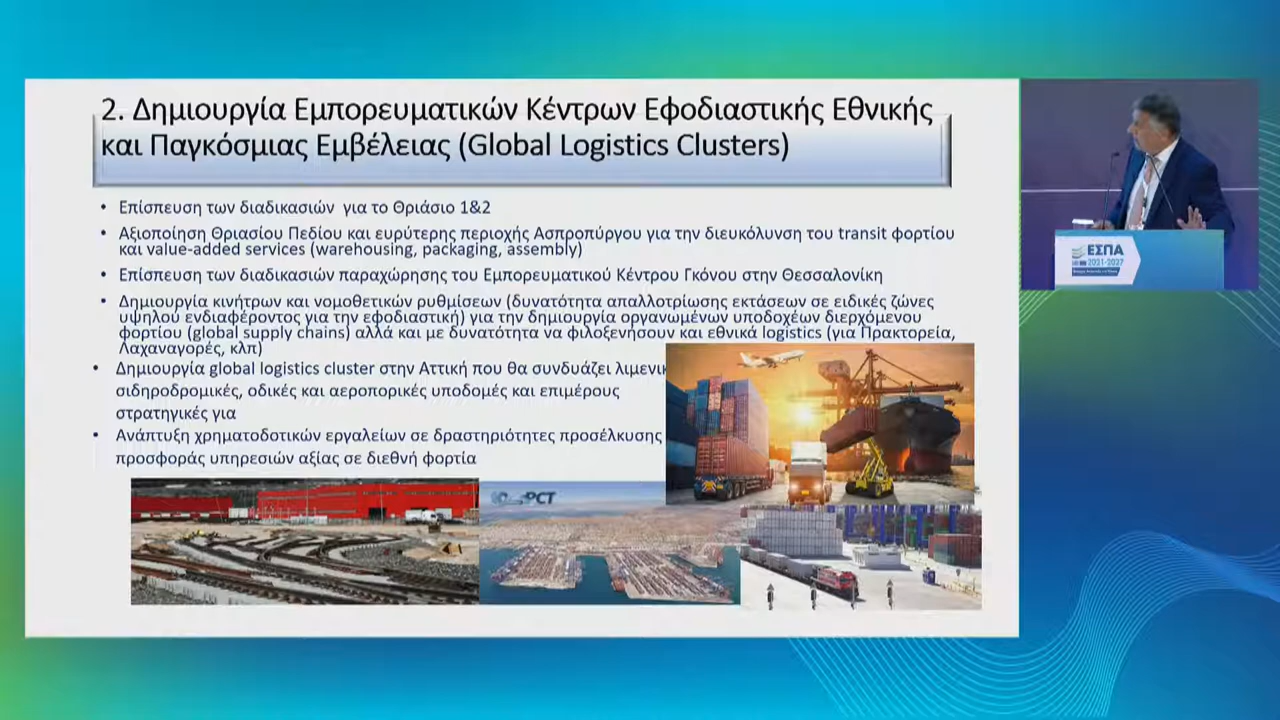 2. Δημιουργία Εμπορευματικών Κέντρων Εφοδιαστικής Εθνικής
και Παγκόσμιας Εμβέλειας (Global Logistics Clusters)
• Επίσπευση των διαδικασιών για το Θριάσιο 1&2
• Αξιοποίηση Θριασίου Πεδίου και ευρύτερης περιοχής Ασπροπύργου για την διευκόλυνση του transit φορτίου
και value-added services (warehousing, packaging, assembly)
• Επίσπευση των διαδικασιών παραχώρησης του Εμπορευματικού Κέντρου Γκόνου στην Θεσσαλονίκη
• Δημιουργία κινήτρων και νομοθετικών ρυθμίσεων (δυνατότητα απαλλοτρίωσης εκτάσεων σε ειδικές ζώνες
υψηλού ενδιαφέροντος για την εφοδιαστική) για την δημιουργία οργανωμένων υποδοχέων διερχόμενου
φορτίου (global supply chains) αλλά και με δυνατότητα να φιλοξενήσουν και εθνικά logistics (για Πρακτορεία,
Λαχαναγορές, κλπ)
• Δημιουργία global logistics cluster στην Αττική που θα συνδυάζει λιμενικ
σιδηροδρομικές, οδικές και αεροπορικές υποδομές και επιμέρους
στρατηγικές για
• Ανάπτυξη χρηματοδοτικών εργαλείων σε δραστηριότητες προσέλκυσης
προσφοράς υπηρεσιών αξίας σε διεθνή φορτία
PCT
ΕΣΠΑ
2021-2027